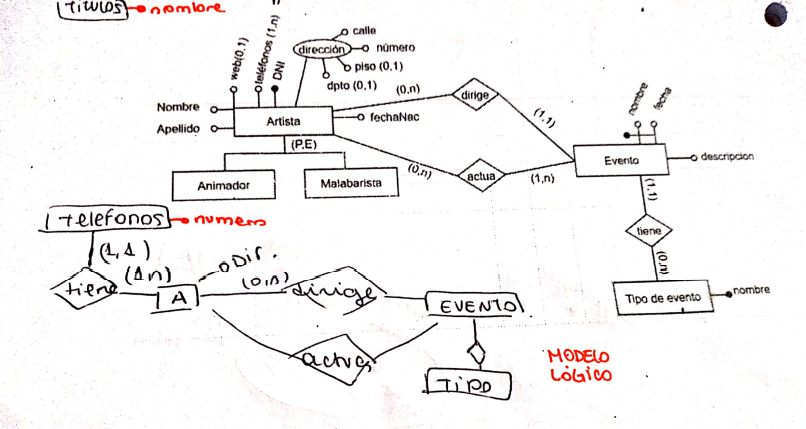 TITULOS nombre
calle
dirección
número
piso (0,1)
dpto (0,1)
web(0,1)
teléfonos (1,n)
DNI
Nombre
Apellido
Artista
fechaNac
(P,E)
Animador
Malabarista
(0,n)
dirige
(1,1)
(0,n)
actua
(1,n)
nombre
fecha
Evento
descripcion
(1,1)
tiene
(0,n)
Tipo de evento
nombre
Telefonos numero
(1,1)
tiene
(1n)
A
Dir.
(0,n)
dirige
EVENTO
actua
TIPO
MODELO
LÓGICO